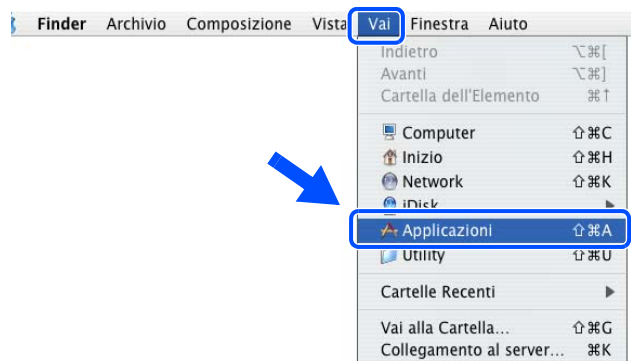 Finder Archivio Composizione Vista Vai Finestra Aiuto
Indietro ⌥⌘[
Avanti ⌥⌘]
Cartella dell'Elemento ⌘↑
Computer ⇧⌘C
Inizio ⇧⌘H
Network ⇧⌘K
iDisk ▶
Applicazioni ⇧⌘A
Utility ⇧⌘U
Cartelle Recenti ▶
Vai alla Cartella... ⇧⌘G
Collegamento al server... ⌘K